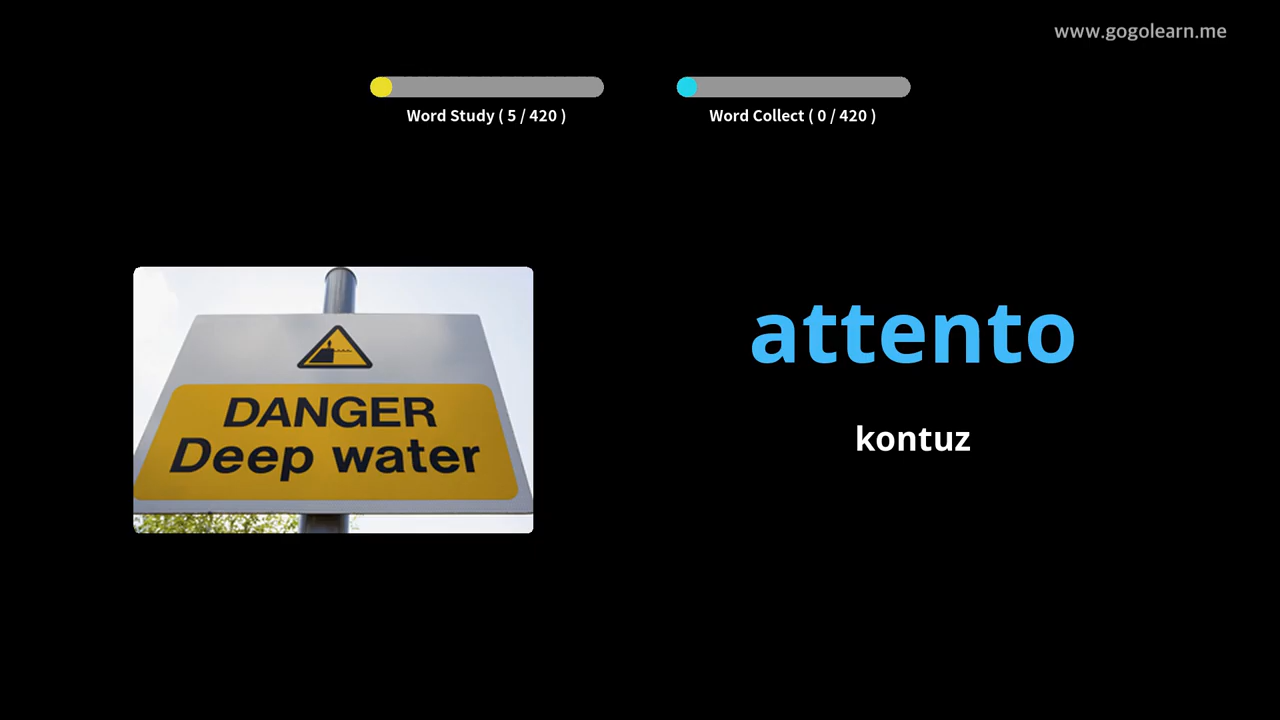 www.gogolearn.me
Word Study ( 5 / 420 )
Word Collect ( 0 / 420 )
DANGER
Deep water
attento
kontuz